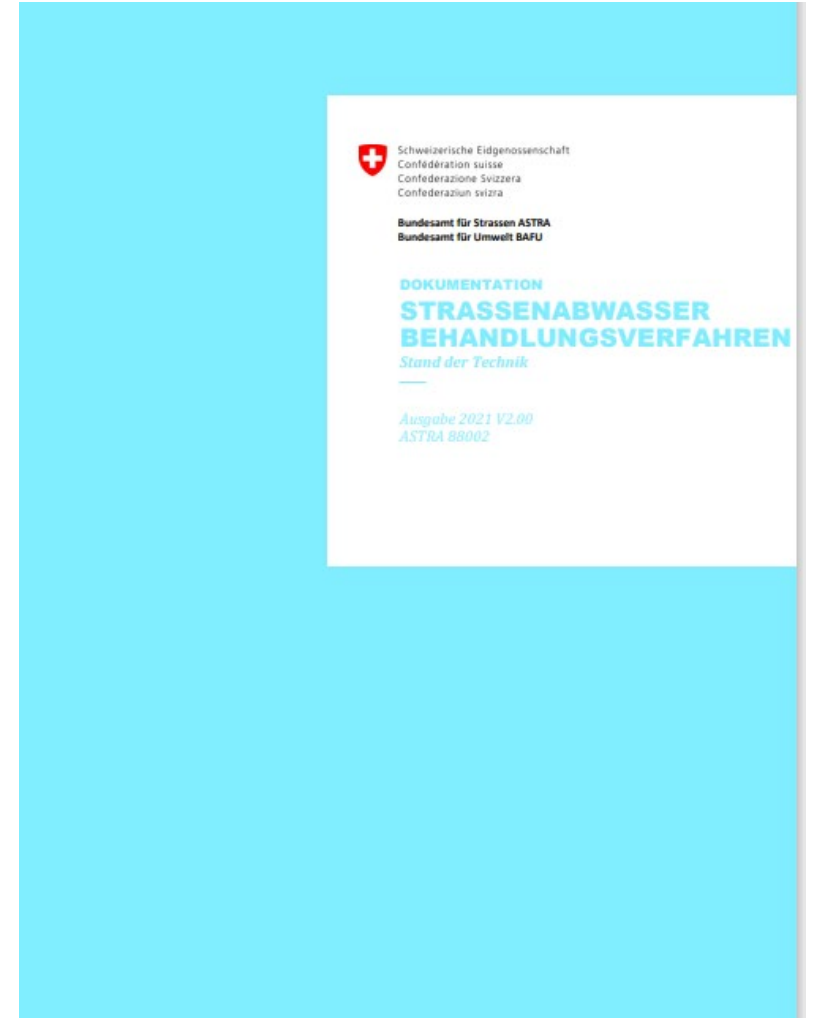 Schweizerische Eidgenossenschaft
Confédération suisse
Confederazione Svizzera
Confederaziun svizra
Bundesamt für Strassen ASTRA
Bundesamt für Umwelt BAFU
DOKUMENTATION
STRASSENABWASSER
BEHANDLUNGSVERFAHREN
Stand der Technik
Ausgabe 2021 V2.00
ASTRA 88002